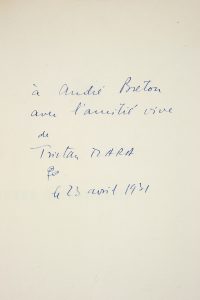 à André Breton
avec l'amitié vive
de
Tristan TZARA
le 23 avril 1931